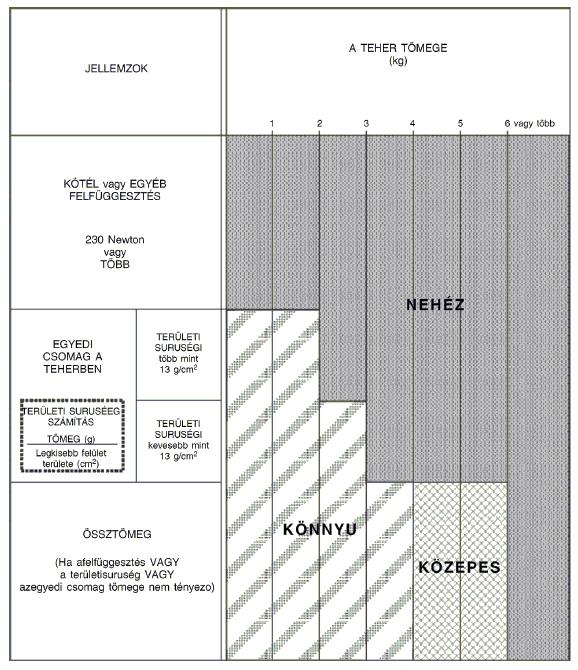 JELLEMZOK
A TEHER TÖMEGE
(kg)
1 2 3 4 5 6 vagy több
KÖTÉL vagy EGYÉB
FELFÜGGESZTÉS
230 Newton
vagy
TÖBB
NEHÉZ
EGYEDI
CSOMAG A
TEHERBEN
TERÜLETI
SURUSÉGI
több mint
13 g/cm²
TERÜLETI SURUSÉEG
SZÁMÍTÁS
TÖMEG (g)
Legkisebb felület
területe (cm²)
TERÜLETI
SURUSÉGI
kevesebb mint
13 g/cm²
ÖSSZTÖMEG
(Ha afelfüggesztés VAGY
a területisuruség VAGY
azegyedi csomag tömege nem tényezo)
KÖNNYU
KÖZEPES